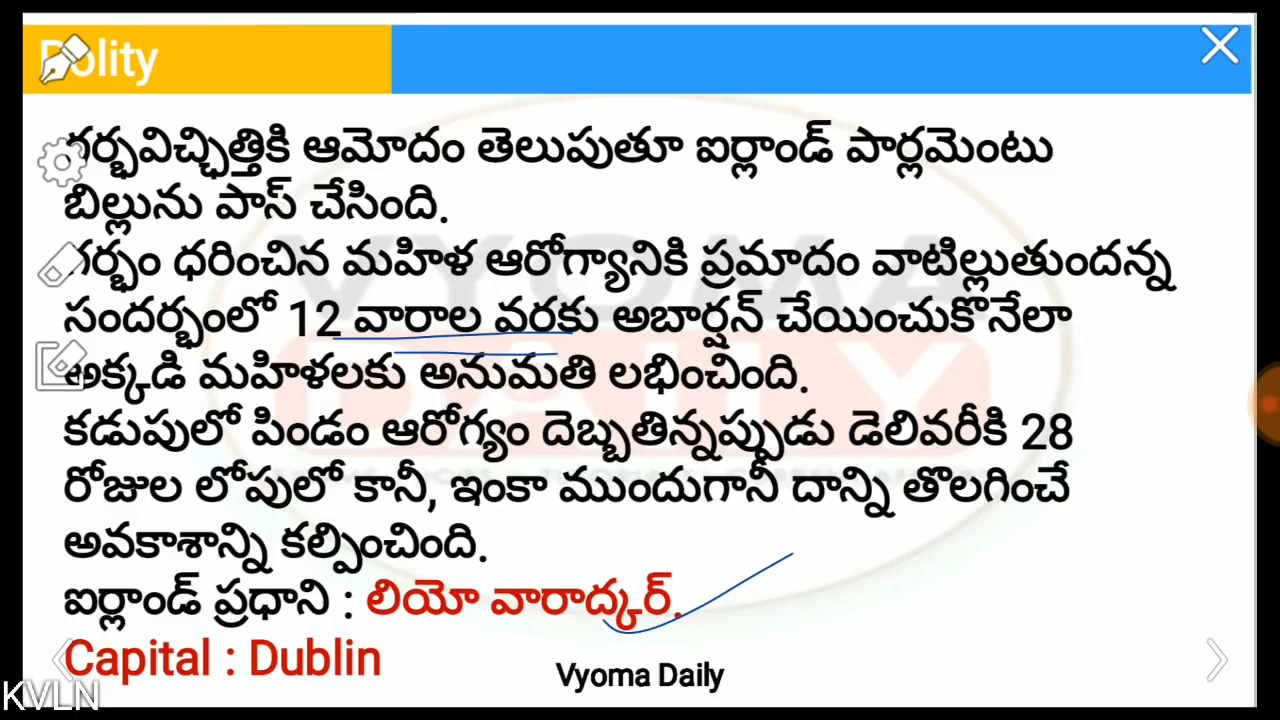 Polity
గర్భవిచ్ఛిత్తికి ఆమోదం తెలుపుతూ ఐర్లాండ్ పార్లమెంటు
బిల్లును పాస్ చేసింది.
గర్భం ధరించిన మహిళ ఆరోగ్యానికి ప్రమాదం వాటిల్లుతుందన్న
సందర్భంలో 12 వారాల వరకు అబార్షన్ చేయించుకొనేలా
అక్కడి మహిళలకు అనుమతి లభించింది.
కడుపులో పిండం ఆరోగ్యం దెబ్బతిన్నప్పుడు డెలివరీకి 28
రోజుల లోపులో కానీ, ఇంకా ముందుగానీ దాన్ని తొలగించే
అవకాశాన్ని కల్పించింది.
ఐర్లాండ్ ప్రధాని : లియో వారాద్కర్.
Capital : Dublin
Vyoma Daily
KVLN
VYOMA
DAILY